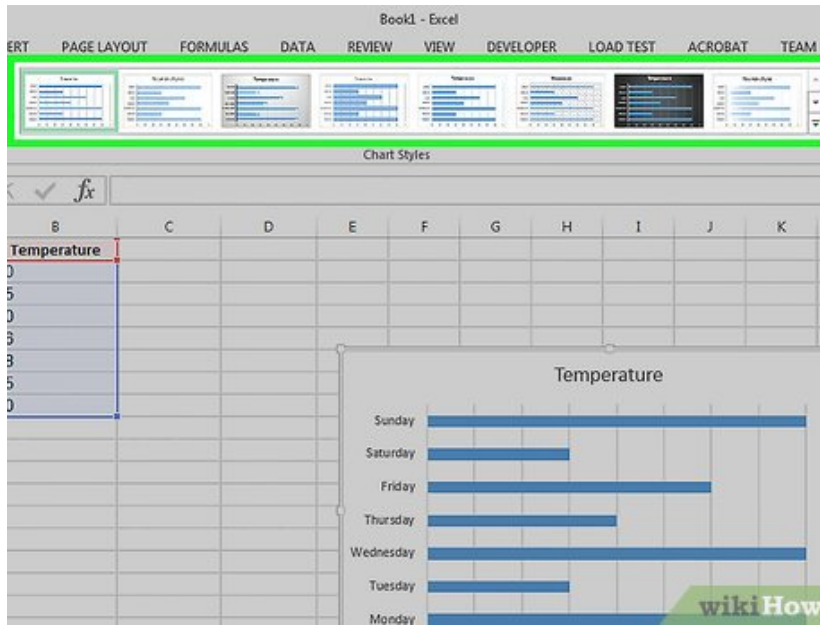 Book1 - Excel
ERT PAGE LAYOUT FORMULAS DATA REVIEW VIEW DEVELOPER LOAD TEST ACROBAT TEAM
Chart Styles
fx
B C D E F G H I J K
Temperature
0
5
0
6
8
5
0
Temperature
Sunday
Saturday
Friday
Thursday
Wednesday
Tuesday
Monday
wikiHow